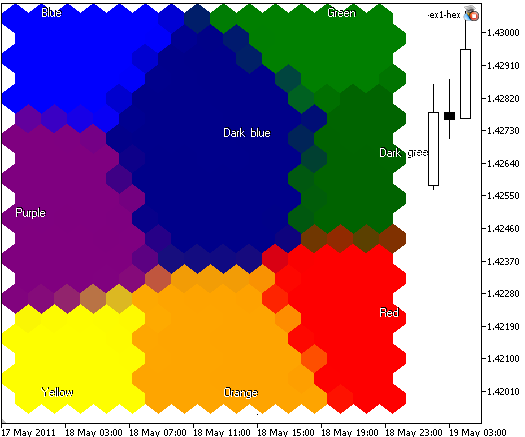 Blue
Green
-ex1-hex
1.43000
1.42910
1.42820
Dark blue
1.42730
Dark gree
1.42640
1.42550
Purple
1.42460
1.42370
1.42280
Red
1.42190
1.42100
Yellow
Orange
1.42010
17 May 2011
18 May 03:00
18 May 07:00
18 May 11:00
18 May 15:00
18 May 19:00
18 May 23:00
19 May 03:00